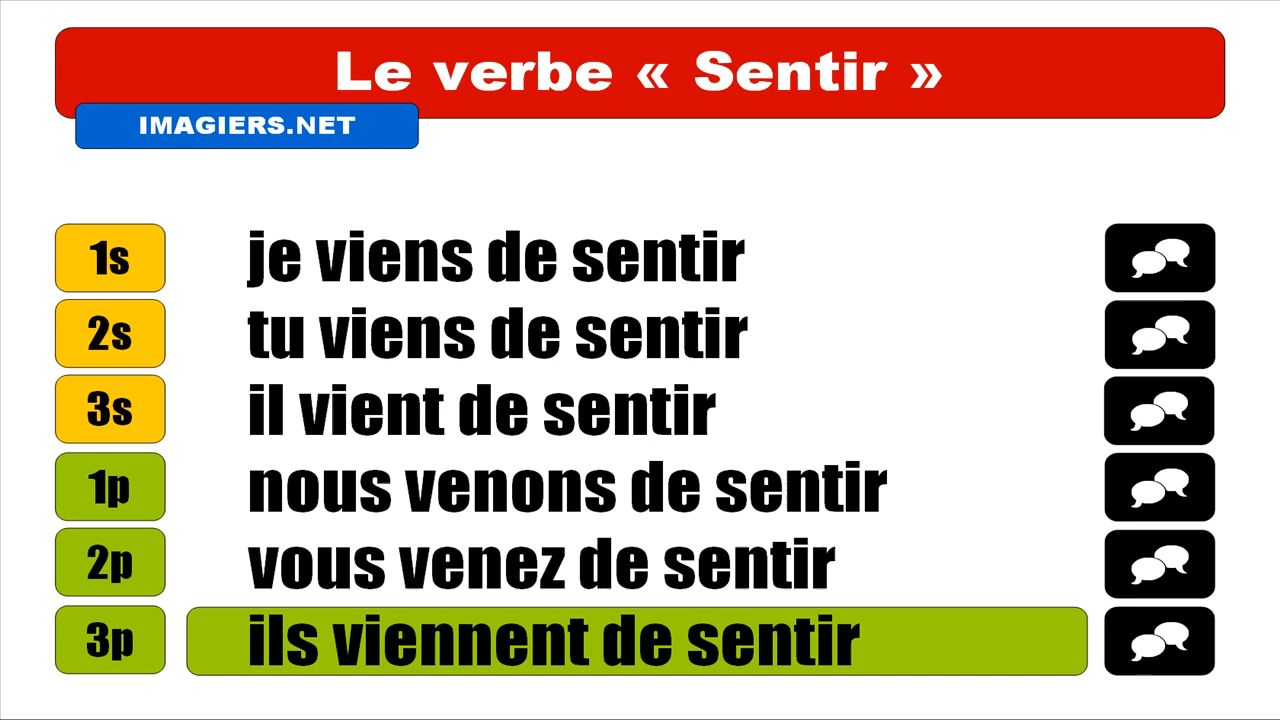 Le verbe « Sentir »
IMAGIERS.NET
1s je viens de sentir
2s tu viens de sentir
3s il vient de sentir
1p nous venons de sentir
2p vous venez de sentir
3p ils viennent de sentir